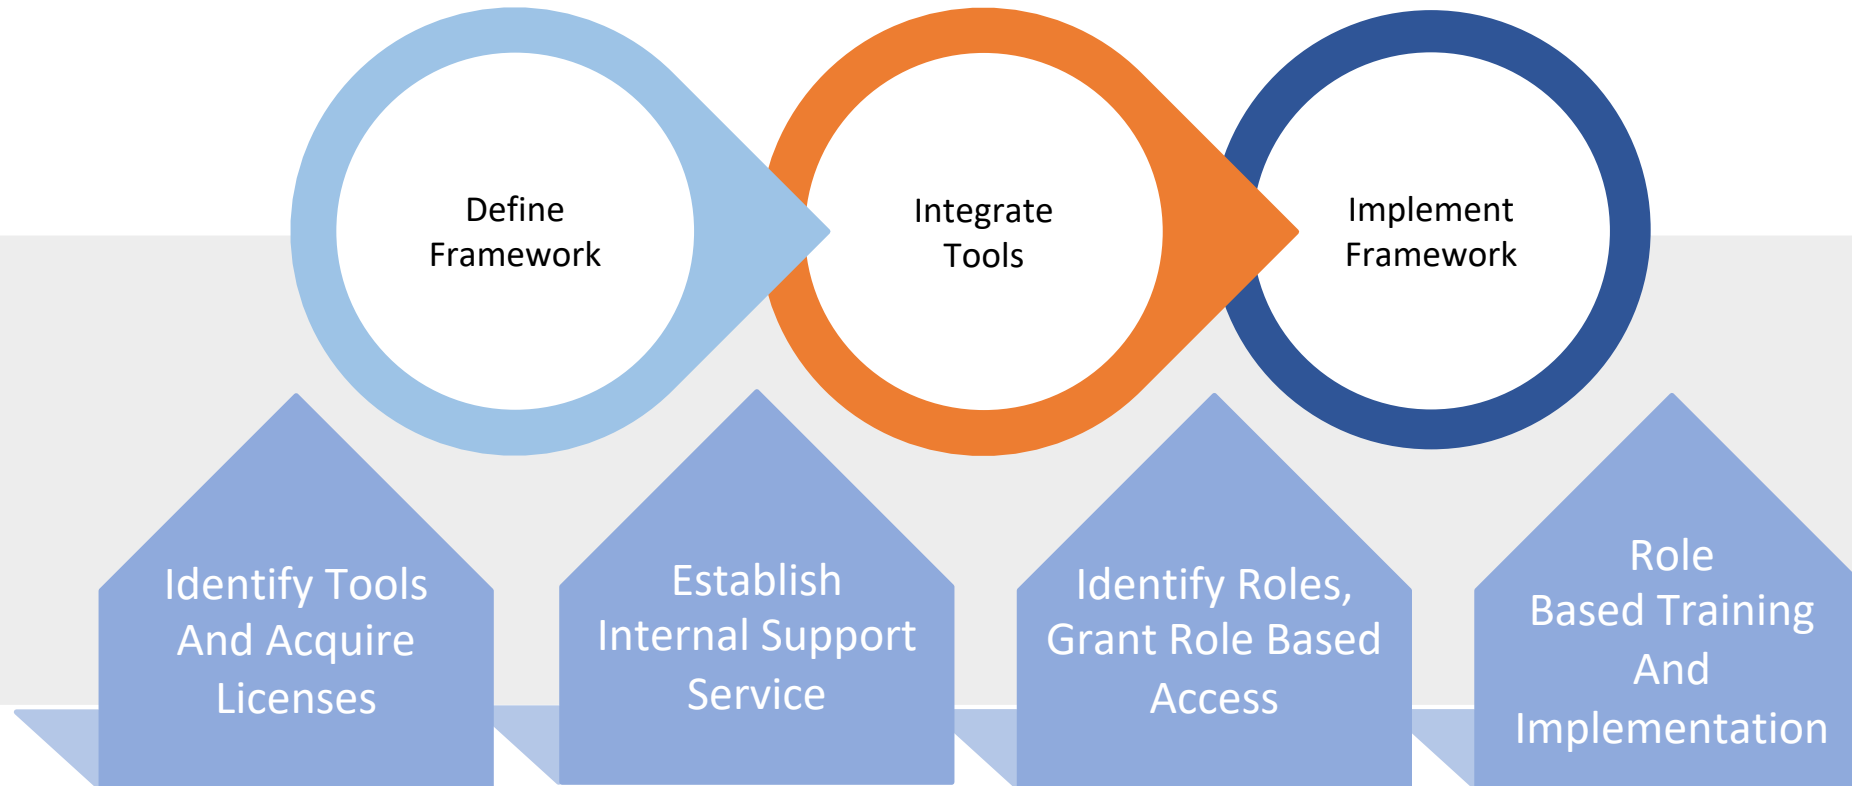 Define
Framework
Integrate
Tools
Implement
Framework
Identify Tools
And Acquire
Licenses
Establish
Internal Support
Service
Identify Roles,
Grant Role Based
Access
Role
Based Training
And
Implementation